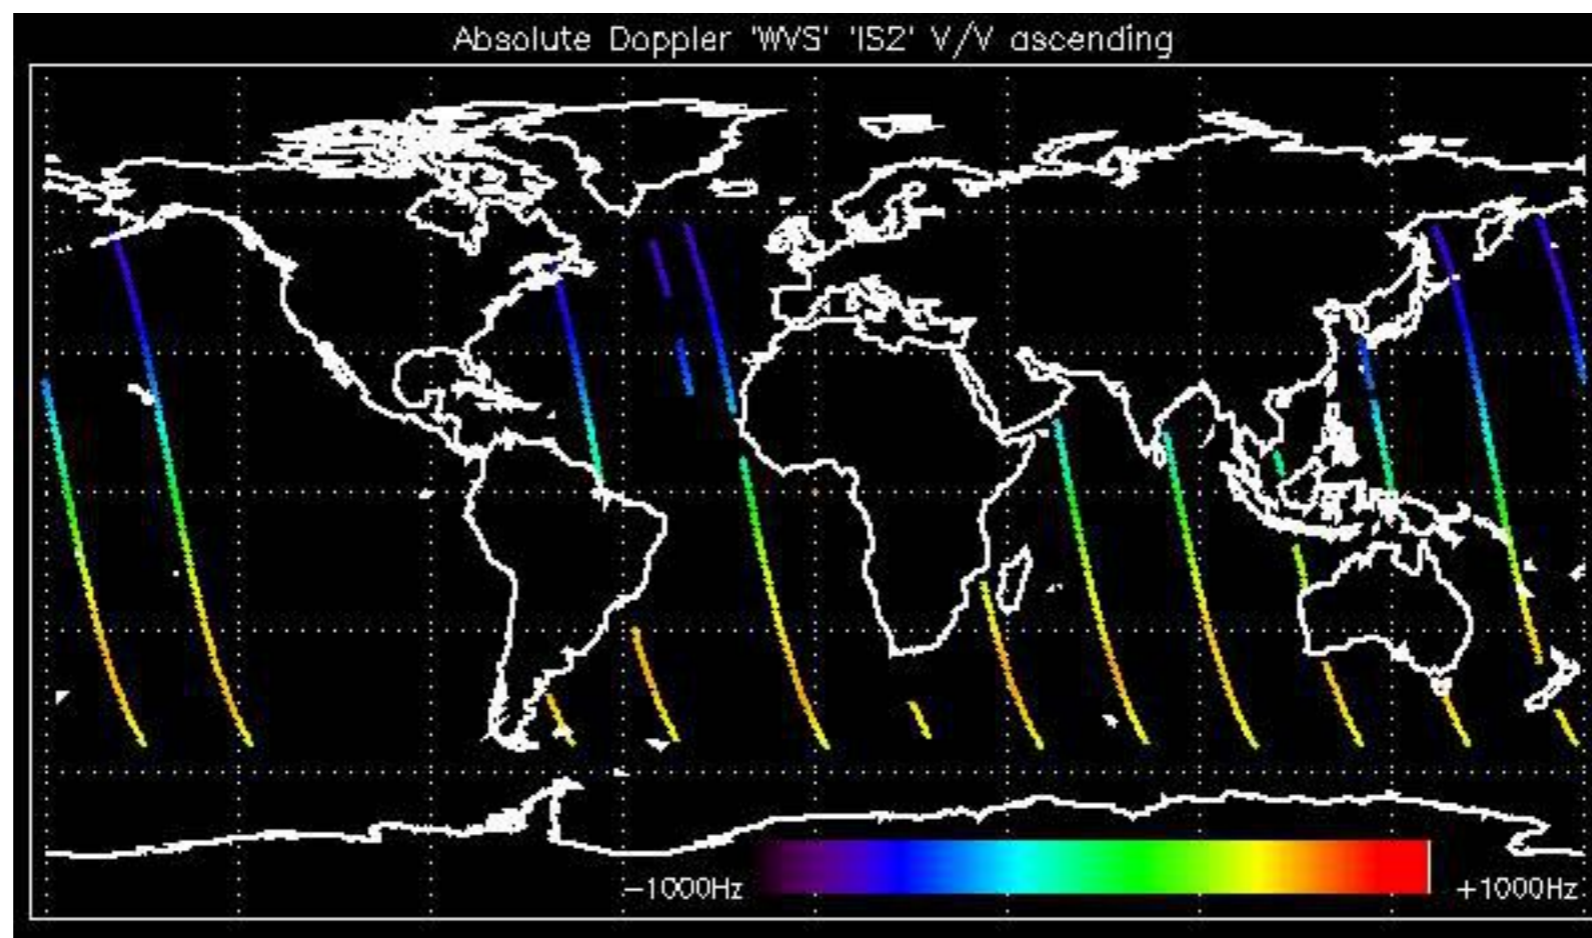 Absolute Doppler 'WVS' 'IS2' V/V ascending
-1000Hz
+1000Hz